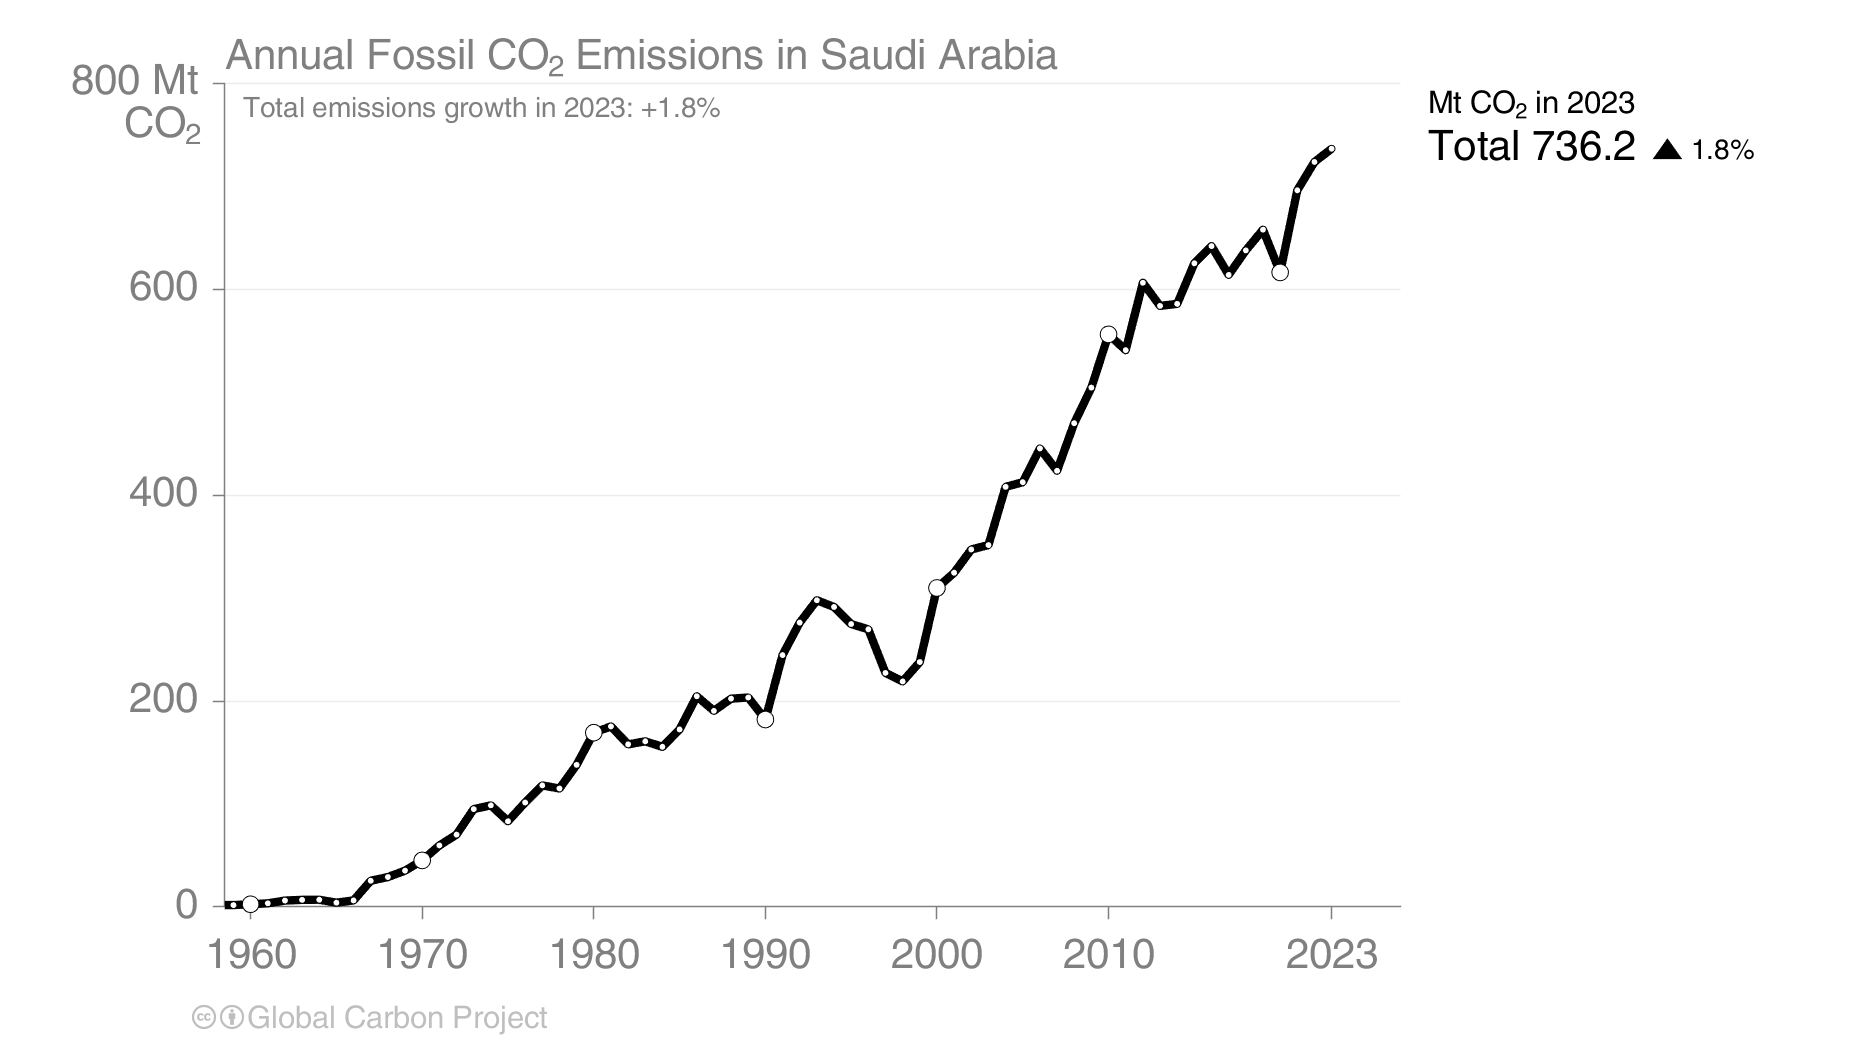 Annual Fossil CO₂ Emissions in Saudi Arabia
800 Mt
CO₂
Total emissions growth in 2023: +1.8%
Mt CO₂ in 2023
Total 736.2 ▲ 1.8%
600
400
200
0
1960 1970 1980 1990 2000 2010 2023
Global Carbon Project